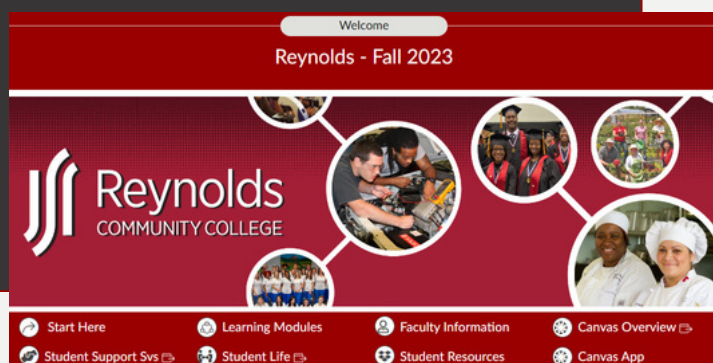 Welcome
Reynolds - Fall 2023
Reynolds
COMMUNITY COLLEGE
Start Here
Learning Modules
Faculty Information
Canvas Overview
Student Support Svs
Student Life
Student Resources
Canvas App